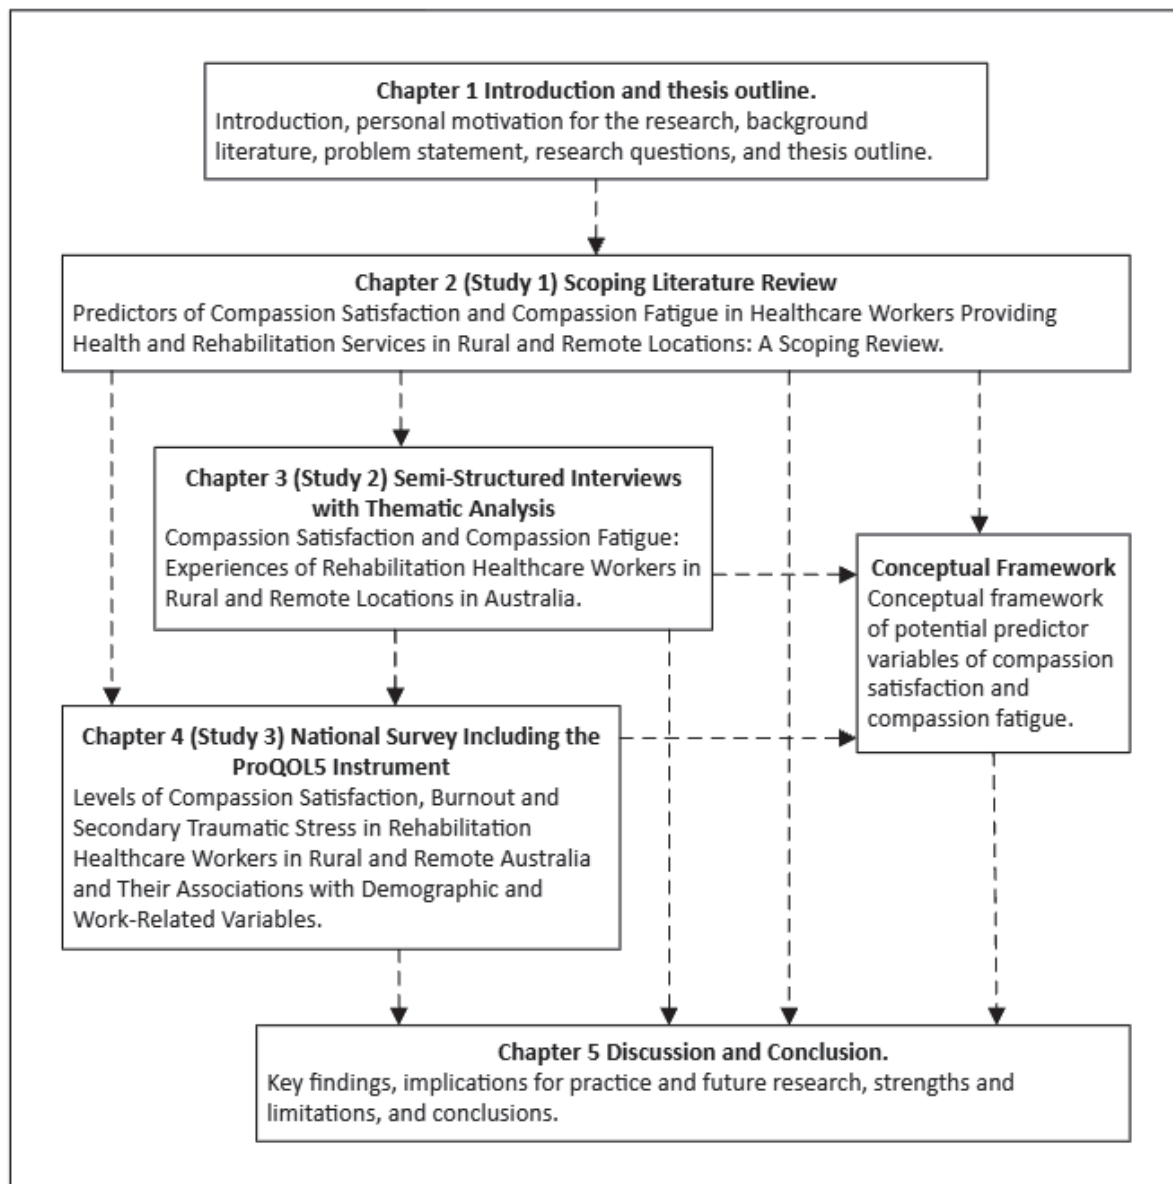 Chapter 1 Introduction and thesis outline.
Introduction, personal motivation for the research, background
literature, problem statement, research questions, and thesis outline.
Chapter 2 (Study 1) Scoping Literature Review
Predictors of Compassion Satisfaction and Compassion Fatigue in Healthcare Workers Providing
Health and Rehabilitation Services in Rural and Remote Locations: A Scoping Review.
Chapter 3 (Study 2) Semi-Structured Interviews
with Thematic Analysis
Compassion Satisfaction and Compassion Fatigue:
Experiences of Rehabilitation Healthcare Workers in
Rural and Remote Locations in Australia.
Conceptual Framework
Conceptual framework
of potential predictor
variables of compassion
satisfaction and
compassion fatigue.
Chapter 4 (Study 3) National Survey Including the
ProQOL5 Instrument
Levels of Compassion Satisfaction, Burnout and
Secondary Traumatic Stress in Rehabilitation
Healthcare Workers in Rural and Remote Australia
and Their Associations with Demographic and
Work-Related Variables.
Chapter 5 Discussion and Conclusion.
Key findings, implications for practice and future research, strengths and
limitations, and conclusions.